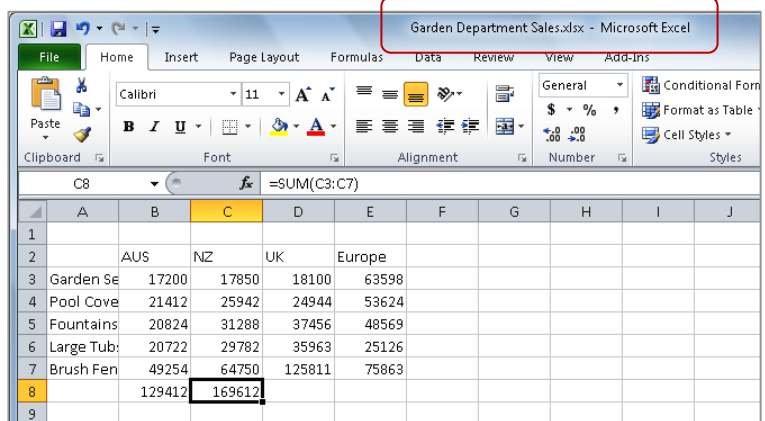 Garden Department Sales.xlsx - Microsoft Excel
File Home Insert Page Layout Formulas Data Review View Add-Ins
Calibri 11 A A General Conditional Form
Paste B I U A $ % , Format as Table
.00 .00 Cell Styles
Clipboard Font Alignment Number Styles
C8 fx =SUM(C3:C7)
A B C D E F G H I J
1
2 AUS NZ UK Europe
3 Garden Se 17200 17850 18100 63598
4 Pool Cove 21412 25942 24944 53624
5 Fountains 20824 31288 37456 48569
6 Large Tubs 20722 29782 35963 25126
7 Brush Fen 49254 64750 125811 75863
8 129412 169612
9